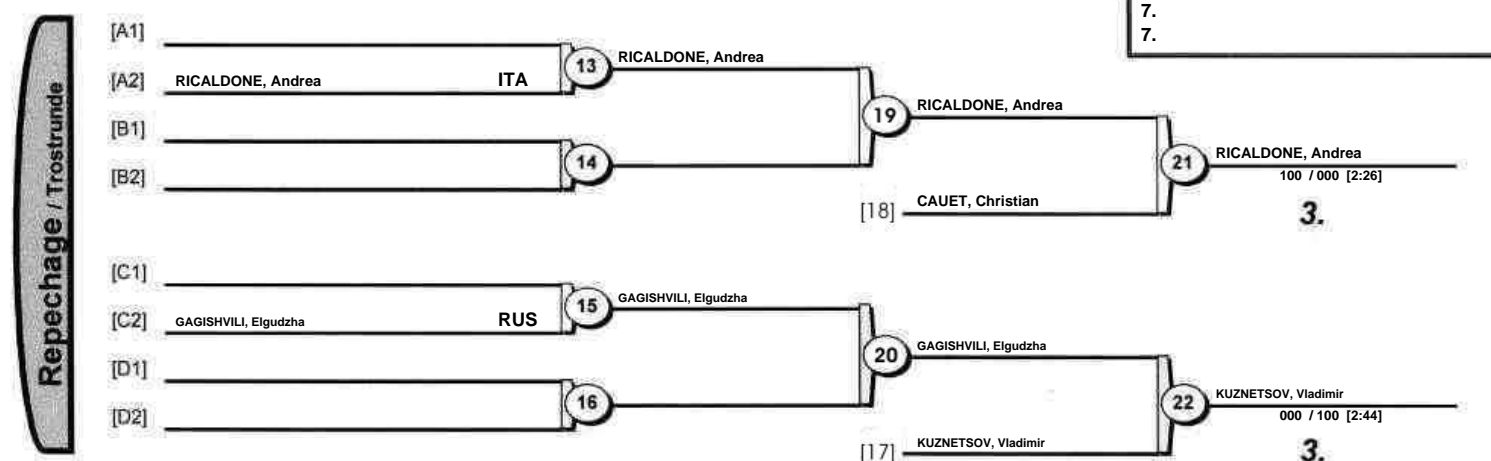 7.
7.
Repechage / Trostrunde
[A1]
[A2] RICALDONE, Andrea ITA
13 RICALDONE, Andrea
[B1]
[B2]
14
19 RICALDONE, Andrea
[18] CAUET, Christian
21 RICALDONE, Andrea
100 / 000 [2:26]
3.
[C1]
[C2] GAGISHVILI, Elgudzha RUS
15 GAGISHVILI, Elgudzha
[D1]
[D2]
16
20 GAGISHVILI, Elgudzha
[17] KUZNETSOV, Vladimir
22 KUZNETSOV, Vladimir
000 / 100 [2:44]
3.